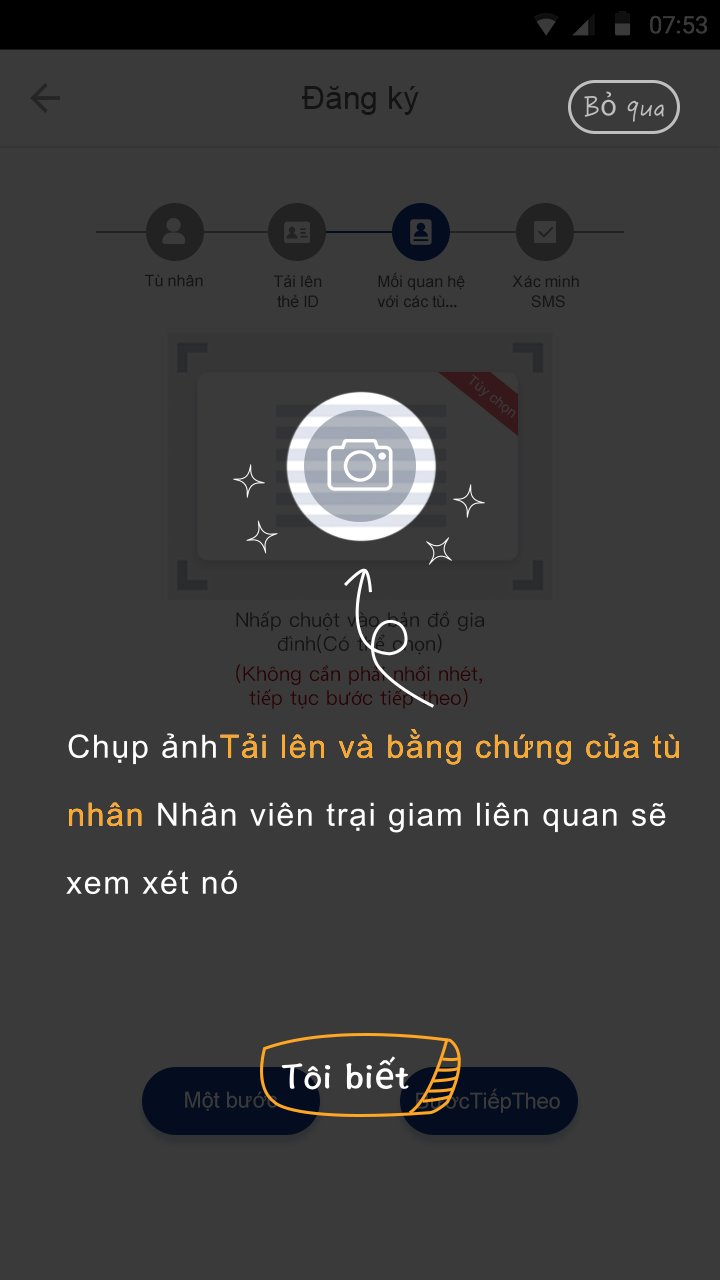 07:53
Đăng ký
Bỏ qua
Tù nhân
Tải lên
thẻ ID
Mối quan hệ
với các tù...
Xác minh
SMS
Tùy chọn
Nhấp chuột vào bản đồ gia
đình(Có thể chọn)
(Không cần phải nhồi nhét,
tiếp tục bước tiếp theo)
Chụp ảnhTải lên và bằng chứng của tù
nhân Nhân viên trại giam liên quan sẽ
xem xét nó
Tôi biết
Một bước
BướcTiếpTheo